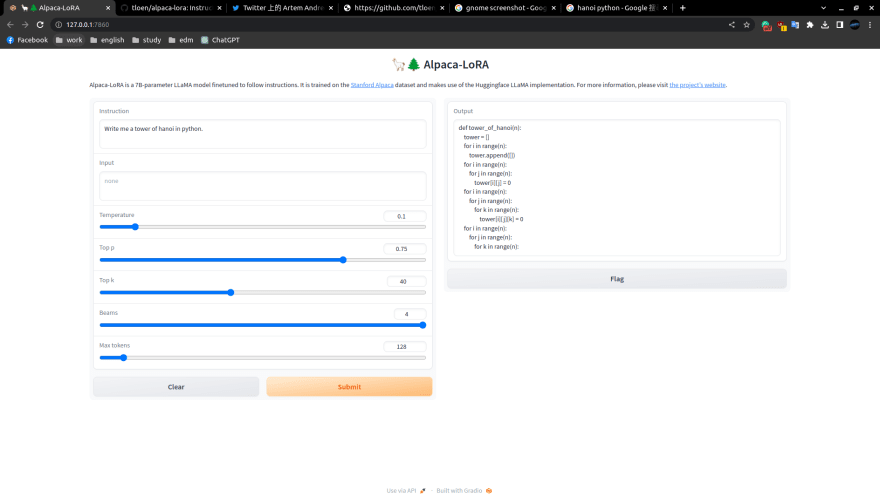 Alpaca-LoRA
tloen/alpaca-lora: Instruc
Twitter 上的 Artem Andre
https://github.com/tloen
gnome screenshot - Goog
hanoi python - Google
127.0.0.1:7860
Facebook
work
english
study
edm
ChatGPT
Alpaca-LoRA
Alpaca-LoRA is a 7B-parameter LLaMA model finetuned to follow instructions. It is trained on the Stanford Alpaca dataset and makes use of the Huggingface LLaMA implementation. For more information, please visit the project's website.
Instruction
Write me a tower of hanoi in python.
Input
none
Temperature
0.1
Top p
0.75
Top k
40
Beams
4
Max tokens
128
Clear
Submit
Output
def tower_of_hanoi(n):
tower = []
for i in range(n):
tower.append([])
for i in range(n):
for j in range(n):
tower[i][j] = 0
for i in range(n):
for j in range(n):
for k in range(n):
tower[i][j][k] = 0
for i in range(n):
for j in range(n):
for k in range(n):
Flag
Use via API
·
Built with Gradio